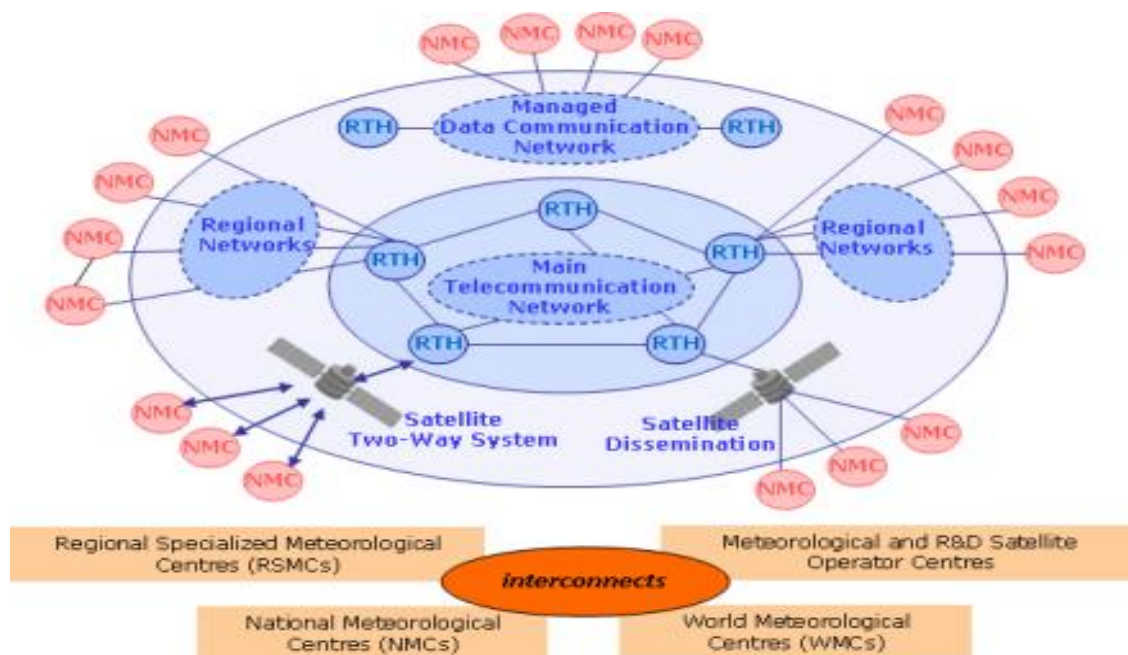 NMC
NMC
NMC
NMC
Managed
Data Communication
Network
RTH
RTH
NMC
NMC
NMC
NMC
NMC
NMC
NMC
NMC
Regional
Networks
Regional
Networks
RTH
RTH
RTH
Main
Telecommunication
Network
RTH
RTH
Satellite
Two-Way System
Satellite
Dissemination
NMC
NMC
NMC
NMC
NMC
NMC
Regional Specialized Meteorological
Centres (RSMCs)
Meteorological and R&D Satellite
Operator Centres
interconnects
National Meteorological
Centres (NMCs)
World Meteorological
Centres (WMCs)